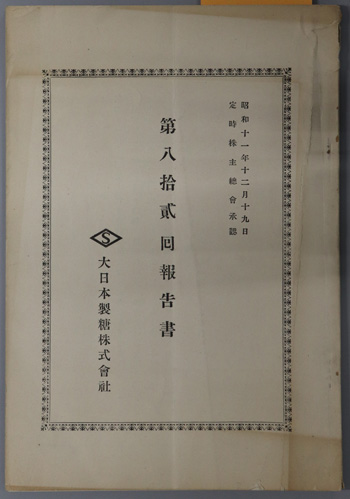 昭和十一年十二月十九日
定時株主總會承認
第八拾貳回報告書
S
大日本製糖株式會社